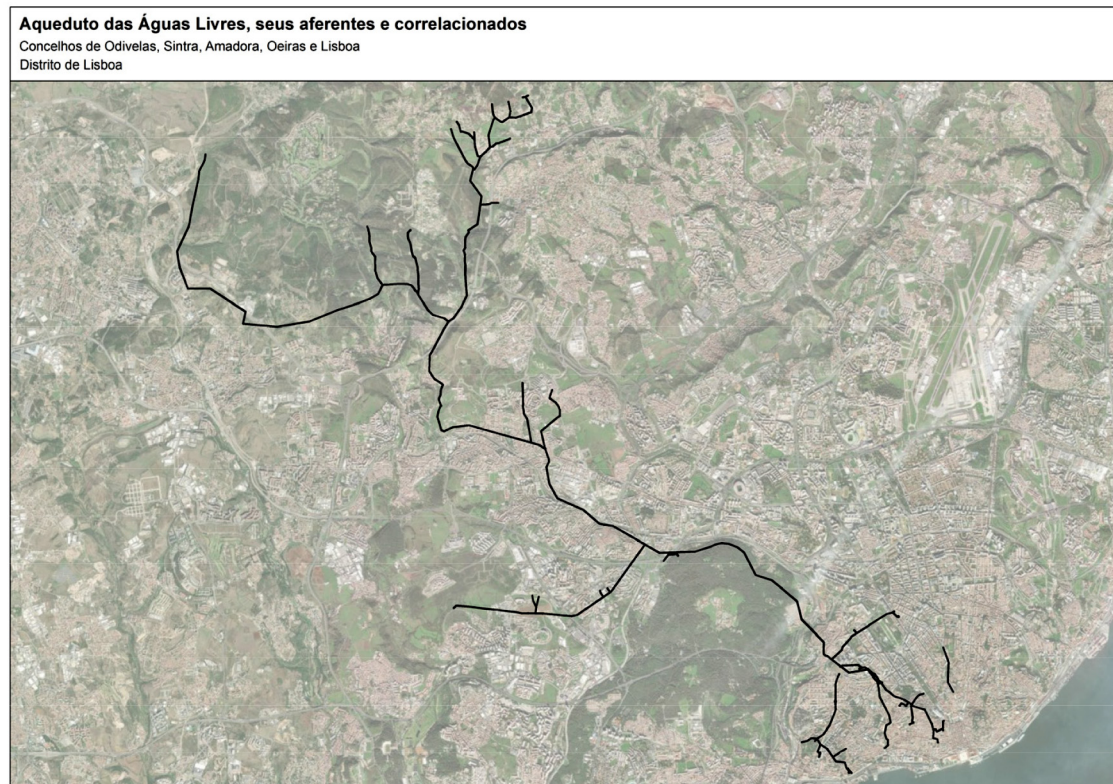 Aqueduto das Águas Livres, seus aferentes e correlacionados
Concelhos de Odivelas, Sintra, Amadora, Oeiras e Lisboa
Distrito de Lisboa